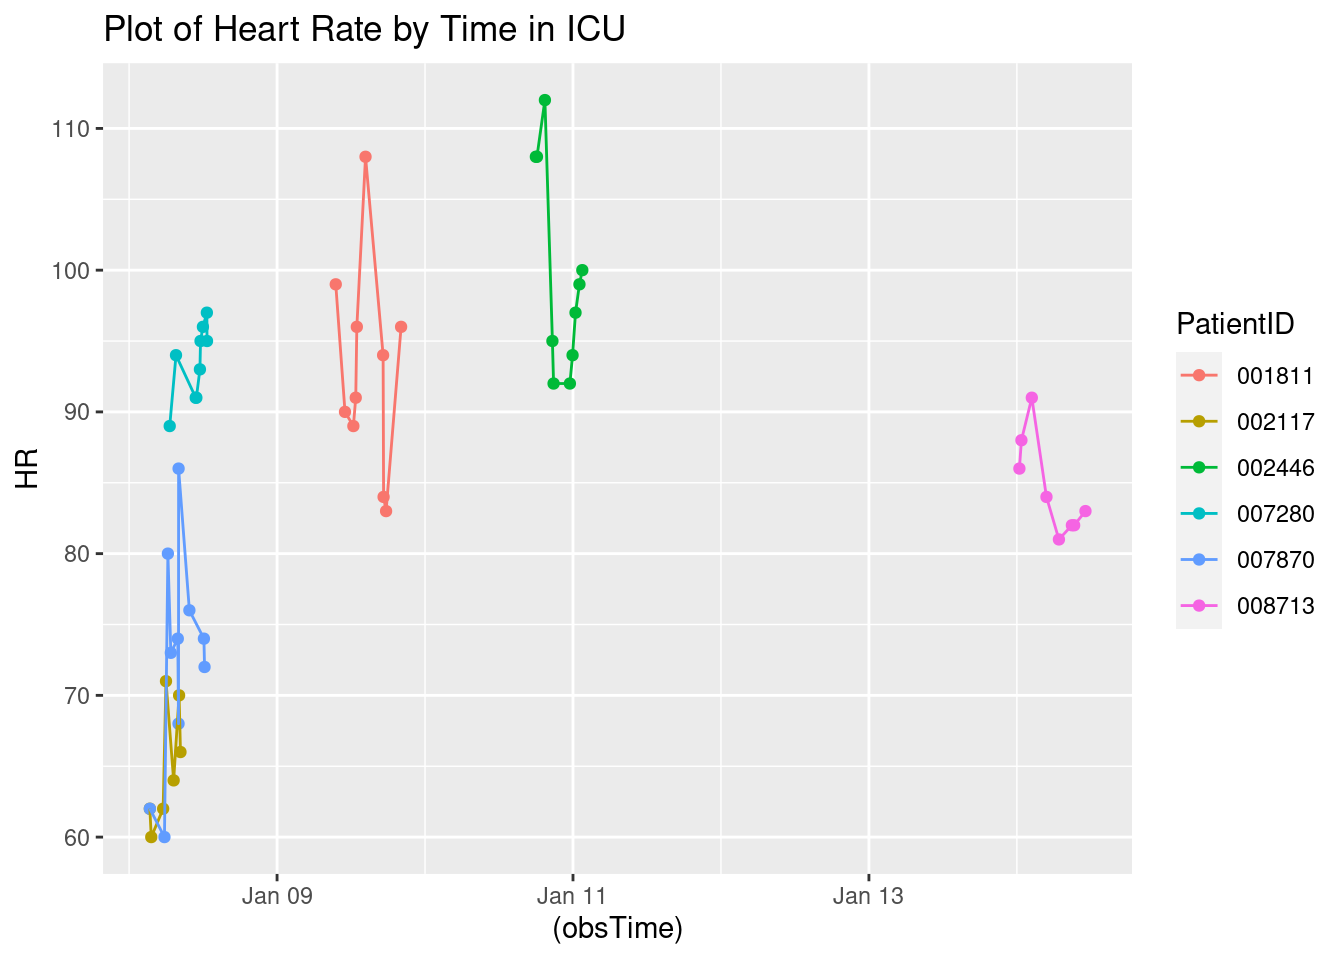 Plot of Heart Rate by Time in ICU
110
100
90
80
70
60
HR
Jan 09 Jan 11 Jan 13
(obsTime)
PatientID
001811
002117
002446
007280
007870
008713